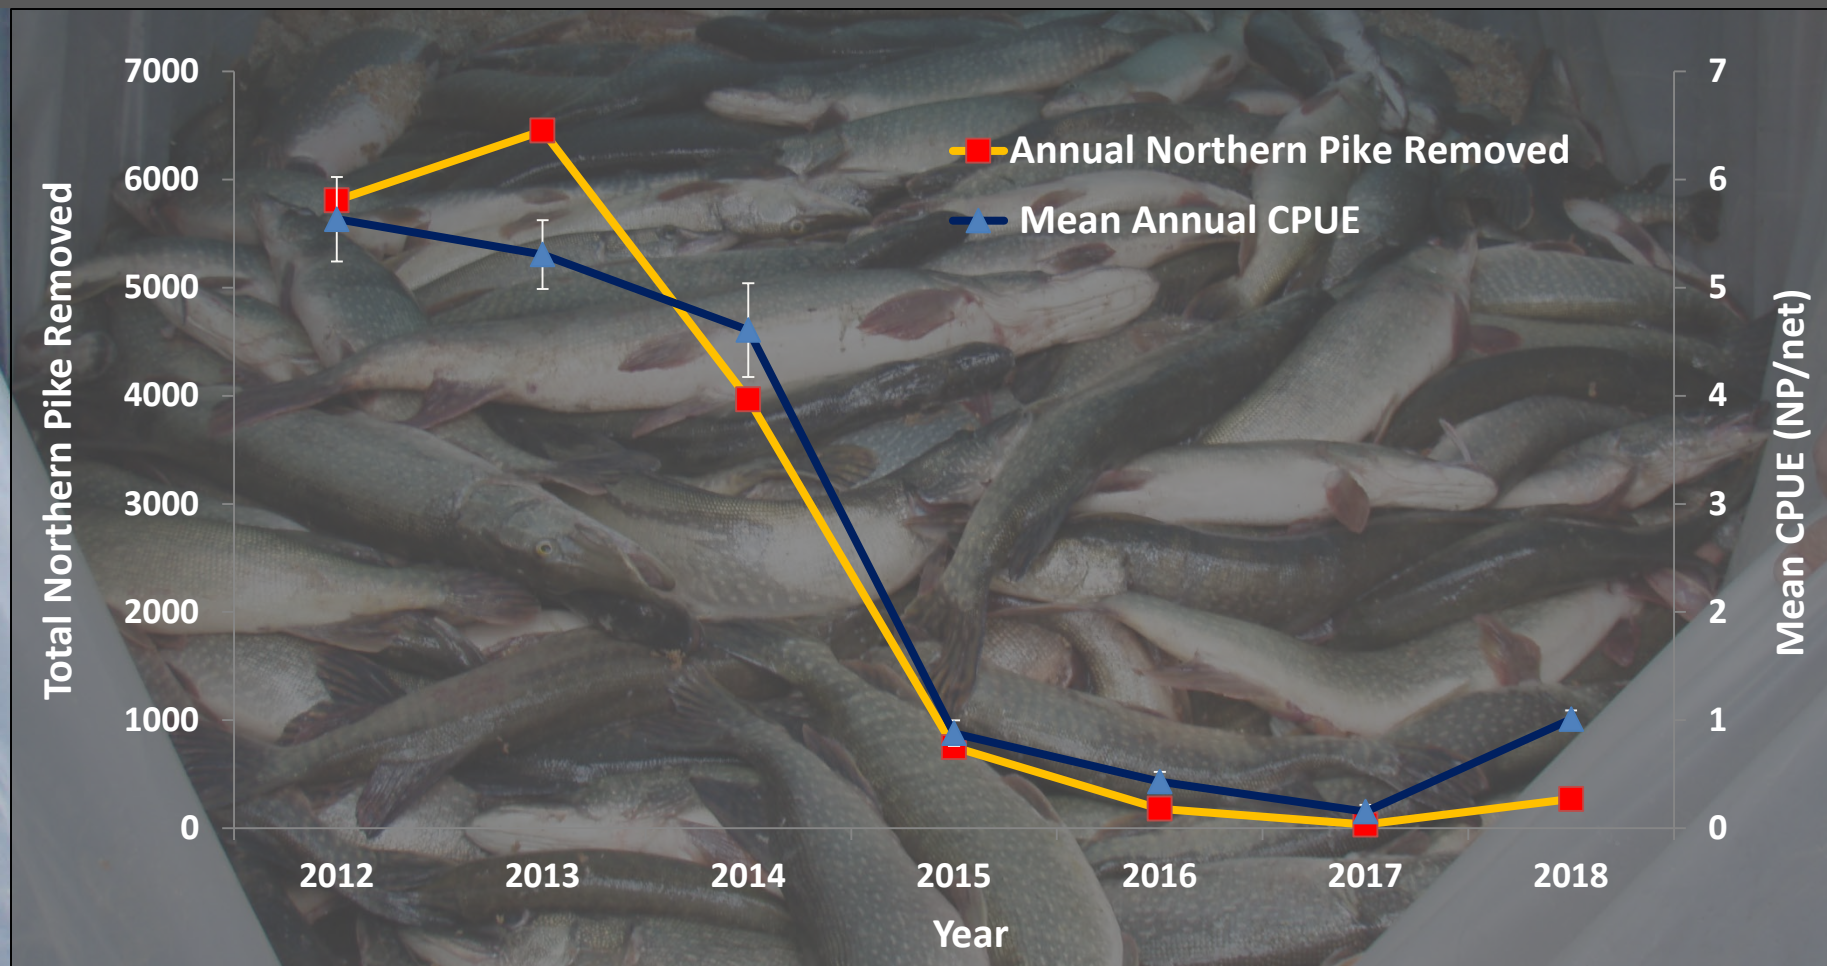 7000
6000
5000
4000
3000
2000
1000
0
Total Northern Pike Removed
Annual Northern Pike Removed
Mean Annual CPUE
7
6
5
4
3
2
1
0
Mean CPUE (NP/net)
2012 2013 2014 2015 2016 2017 2018
Year